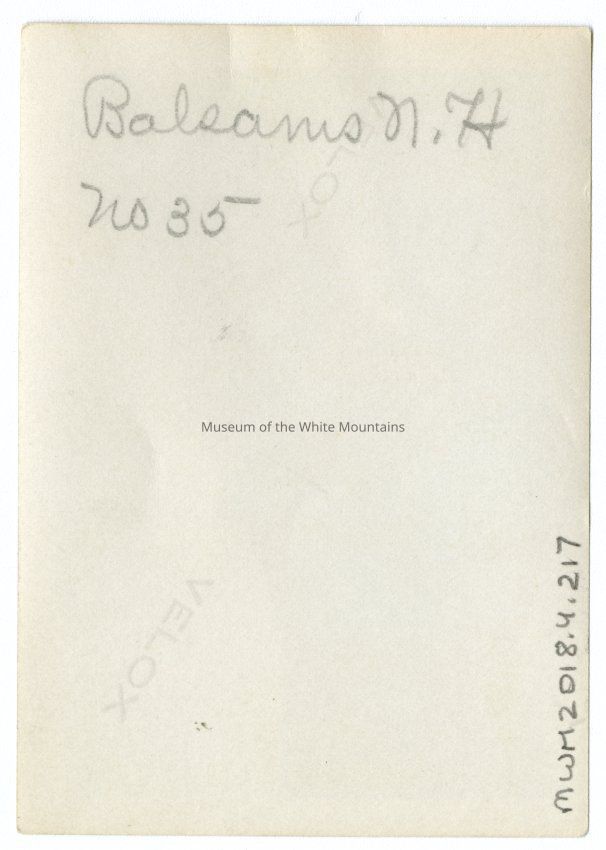 Balsams N.H
No 35
VELOX
Museum of the White Mountains
VELOX
MWM2018.4.217